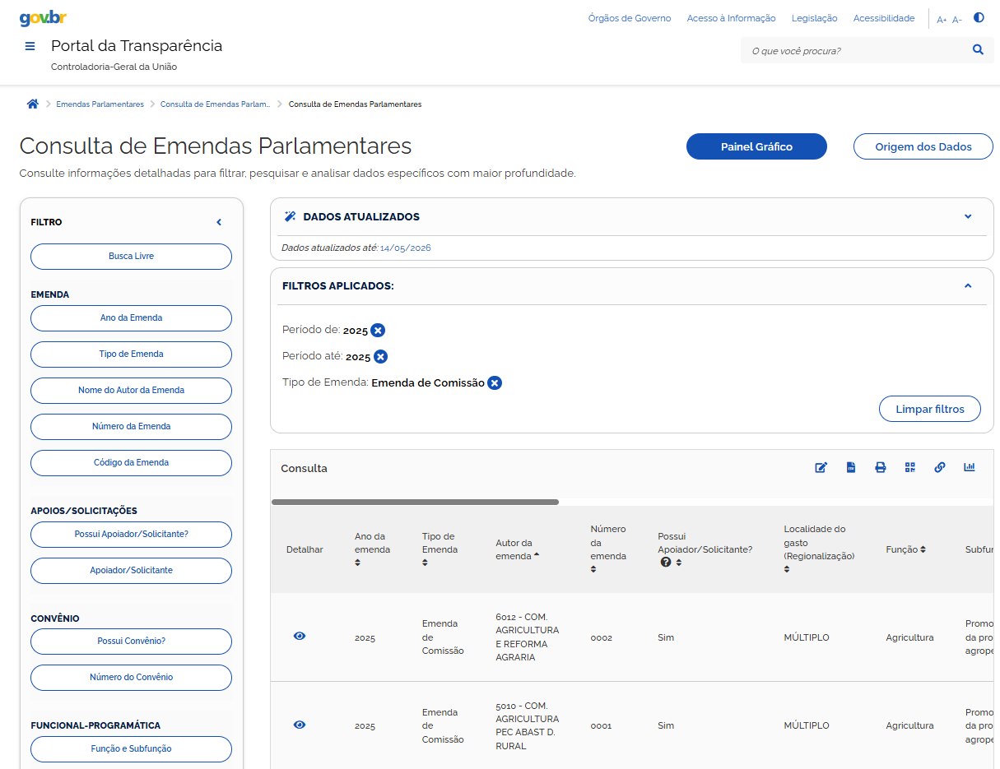 gov.br
Órgãos de Governo Acesso à Informação Legislação Acessibilidade A+ A-
Portal da Transparência
Controladoria-Geral da União
O que você procura?
Emendas Parlamentares Consulta de Emendas Parlam... Consulta de Emendas Parlamentares
Consulta de Emendas Parlamentares
Painel Gráfico
Origem dos Dados
Consulte informações detalhadas para filtrar, pesquisar e analisar dados específicos com maior profundidade.
FILTRO
Busca Livre
EMENDA
Ano da Emenda
Tipo de Emenda
Nome do Autor da Emenda
Número da Emenda
Código da Emenda
APOIOS/SOLICITAÇÕES
Possui Apoiador/Solicitante?
Apoiador/Solicitante
CONVÊNIO
Possui Convênio?
Número do Convênio
FUNCIONAL-PROGRAMÁTICA
Função e Subfunção
DADOS ATUALIZADOS
Dados atualizados até: 14/05/2026
FILTROS APLICADOS:
Período de: 2025
Período até: 2025
Tipo de Emenda: Emenda de Comissão
Limpar filtros
Consulta
Detalhar
Ano da
emenda
Tipo de
Emenda
Autor da
emenda
Número
da
emenda
Possui
Apoiador/Solicitante?
Localidade do
gasto
(Regionalização)
Função
Subfun
2025
Emenda
de
Comissão
6012 - COM.
AGRICULTURA
E REFORMA
AGRARIA
0002
Sim
MÚLTIPLO
Agricultura
Promo
da pro
agrope
2025
Emenda
de
Comissão
5010 - COM.
AGRICULTURA
PEC ABAST D.
RURAL
0001
Sim
MÚLTIPLO
Agricultura
Promo
da pro
agrope